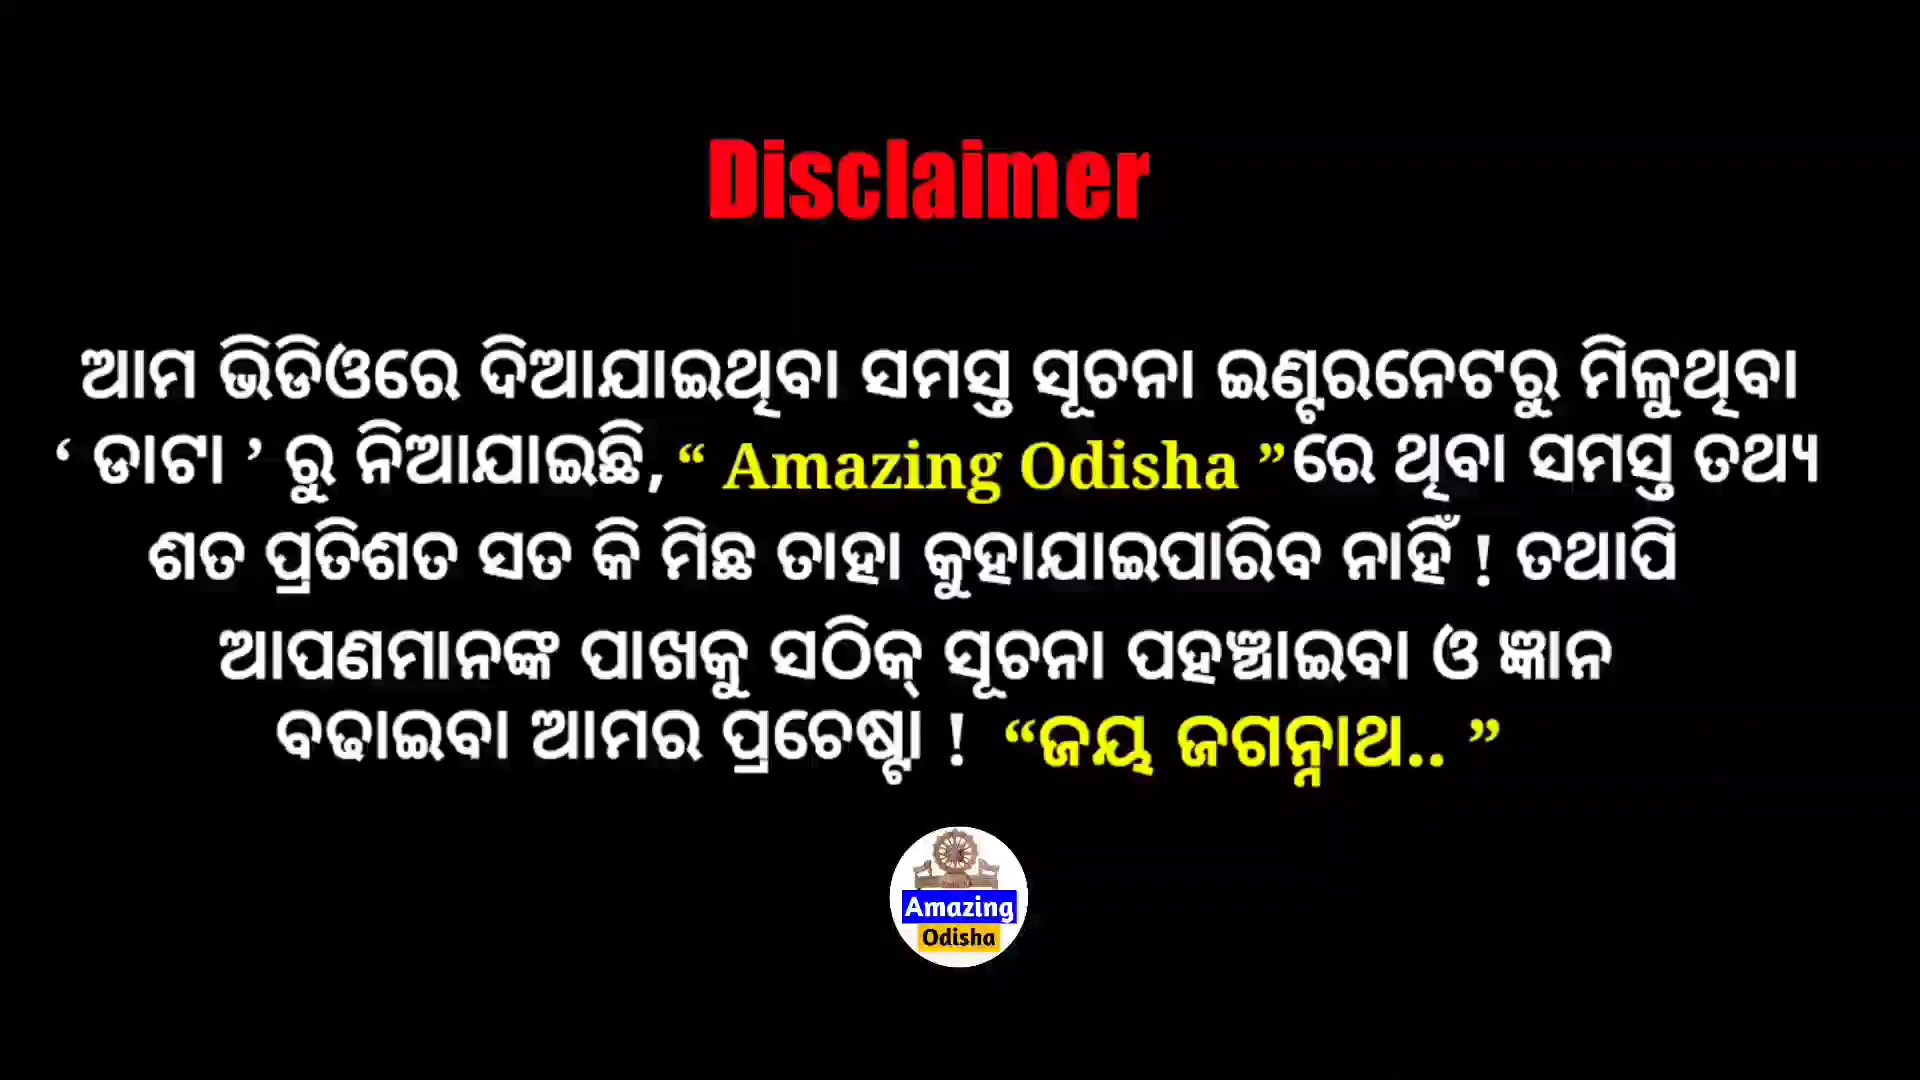 Disclaimer
ଆମ ଭିଡିଓରେ ଦିଆଯାଇଥିବା ସମସ୍ତ ସୂଚନା ଇଣ୍ଟରନେଟରୁ ମିଳୁଥିବା
‘ ଡାଟା ’ ରୁ ନିଆଯାଇଛି, “ Amazing Odisha ” ରେ ଥିବା ସମସ୍ତ ତଥ୍ୟ
ଶତ ପ୍ରତିଶତ ସତ କି ମିଛ ତାହା କୁହାଯାଇପାରିବ ନାହିଁ ! ତଥାପି
ଆପଣମାନଙ୍କ ପାଖକୁ ସଠିକ୍ ସୂଚନା ପହଞ୍ଚାଇବା ଓ ଜ୍ଞାନ
ବଢାଇବା ଆମର ପ୍ରଚେଷ୍ଟା ! “ଜୟ ଜଗନ୍ନାଥ.. ”
Amazing
Odisha